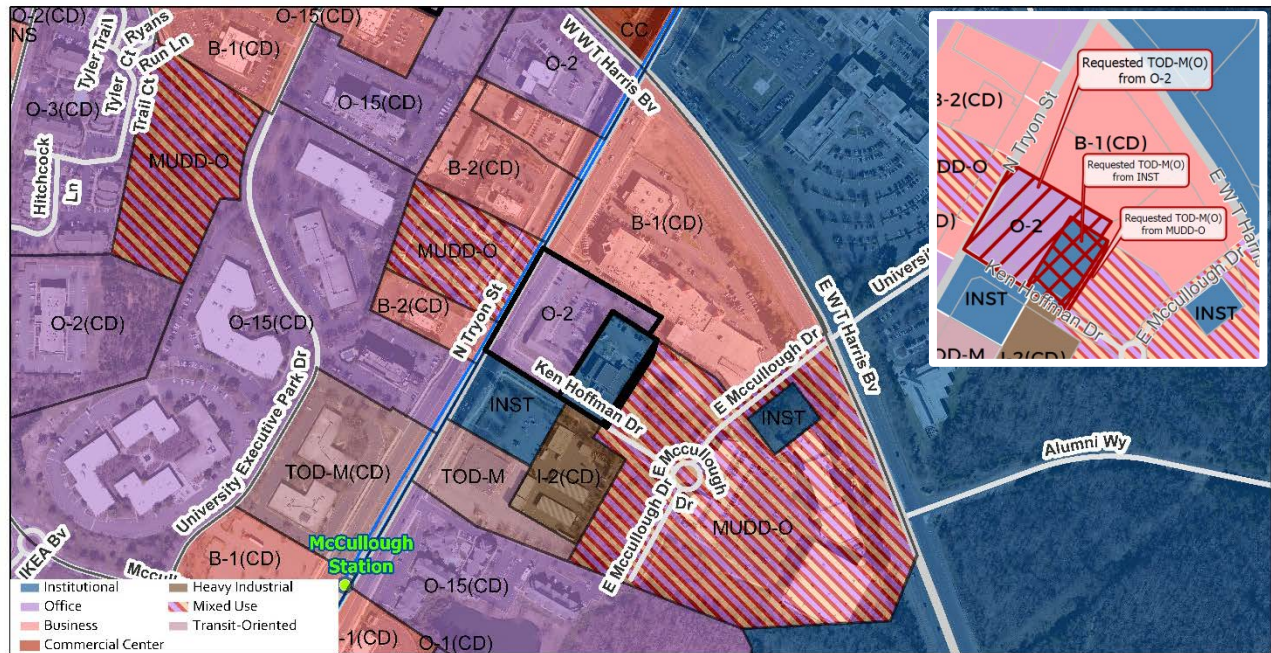 O-2(CD)
NS
Tyler Trail
Ryans
Tyler Ct
Run Ln
Trail Ct
O-3(CD)
Hitchcock
Ln
B-1(CD)
O-15(CD)
MUDD-O
O-15(CD)
O-2
CC
W W T Harris Bv
B-2(CD)
B-1(CD)
MUDD-O
B-2(CD)
N Tryon St
O-2
O-2(CD)
O-15(CD)
University Executive Park Dr
Ken Hoffman Dr
INST
E Mccullough Dr
E W T Harris Bv
INST
TOD-M(CD)
TOD-M
I-2(CD)
E Mccullough
Dr
E Mccullough Dr
MUDD-O
Alumni Wy
IKEA Bv
B-1(CD)
McCullough
Station
O-15(CD)
O-1(CD)
Institutional
Office
Business
Commercial Center
Heavy Industrial
Mixed Use
Transit-Oriented
Requested TOD-M(O)
from O-2
B-2(CD)
N Tryon St
B-1(CD)
Requested TOD-M(O)
from INST
Requested TOD-M(O)
from MUDD-O
O-2
Ken Hoffman Dr
INST
E Mccullough Dr
INST